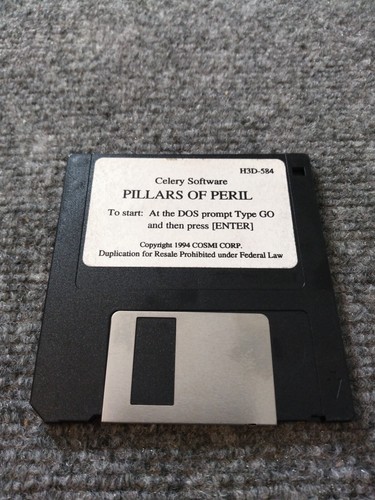 H3D-584
Celery Software
PILLARS OF PERIL
To start: At the DOS prompt Type GO
and then press [ENTER]
Copyright 1994 COSMI CORP.
Duplication for Resale Prohibited under Federal Law